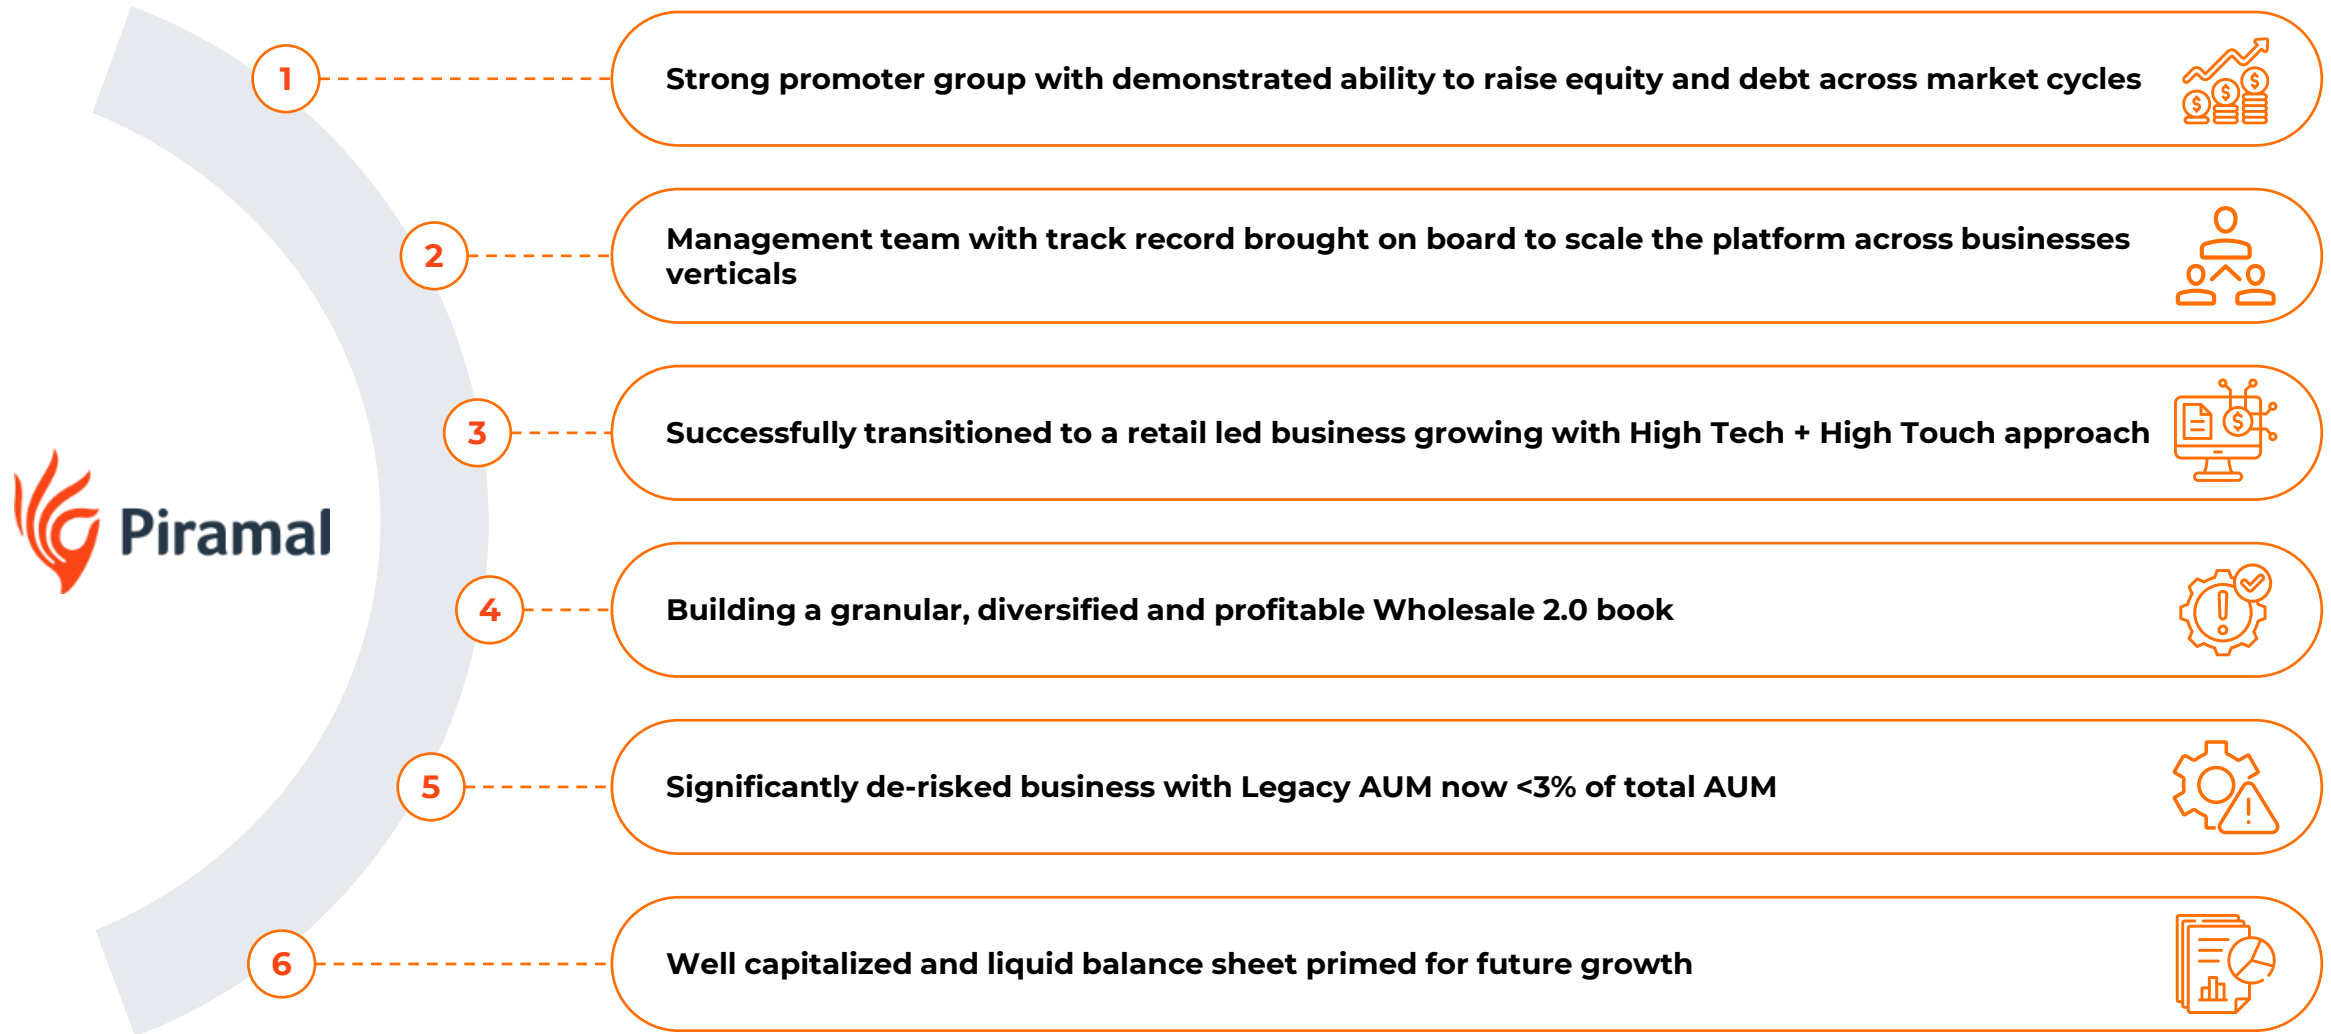 1
Strong promoter group with demonstrated ability to raise equity and debt across market cycles
2
Management team with track record brought on board to scale the platform across businesses
verticals
3
Successfully transitioned to a retail led business growing with High Tech + High Touch approach
Piramal
4
Building a granular, diversified and profitable Wholesale 2.0 book
5
Significantly de-risked business with Legacy AUM now <3% of total AUM
6
Well capitalized and liquid balance sheet primed for future growth